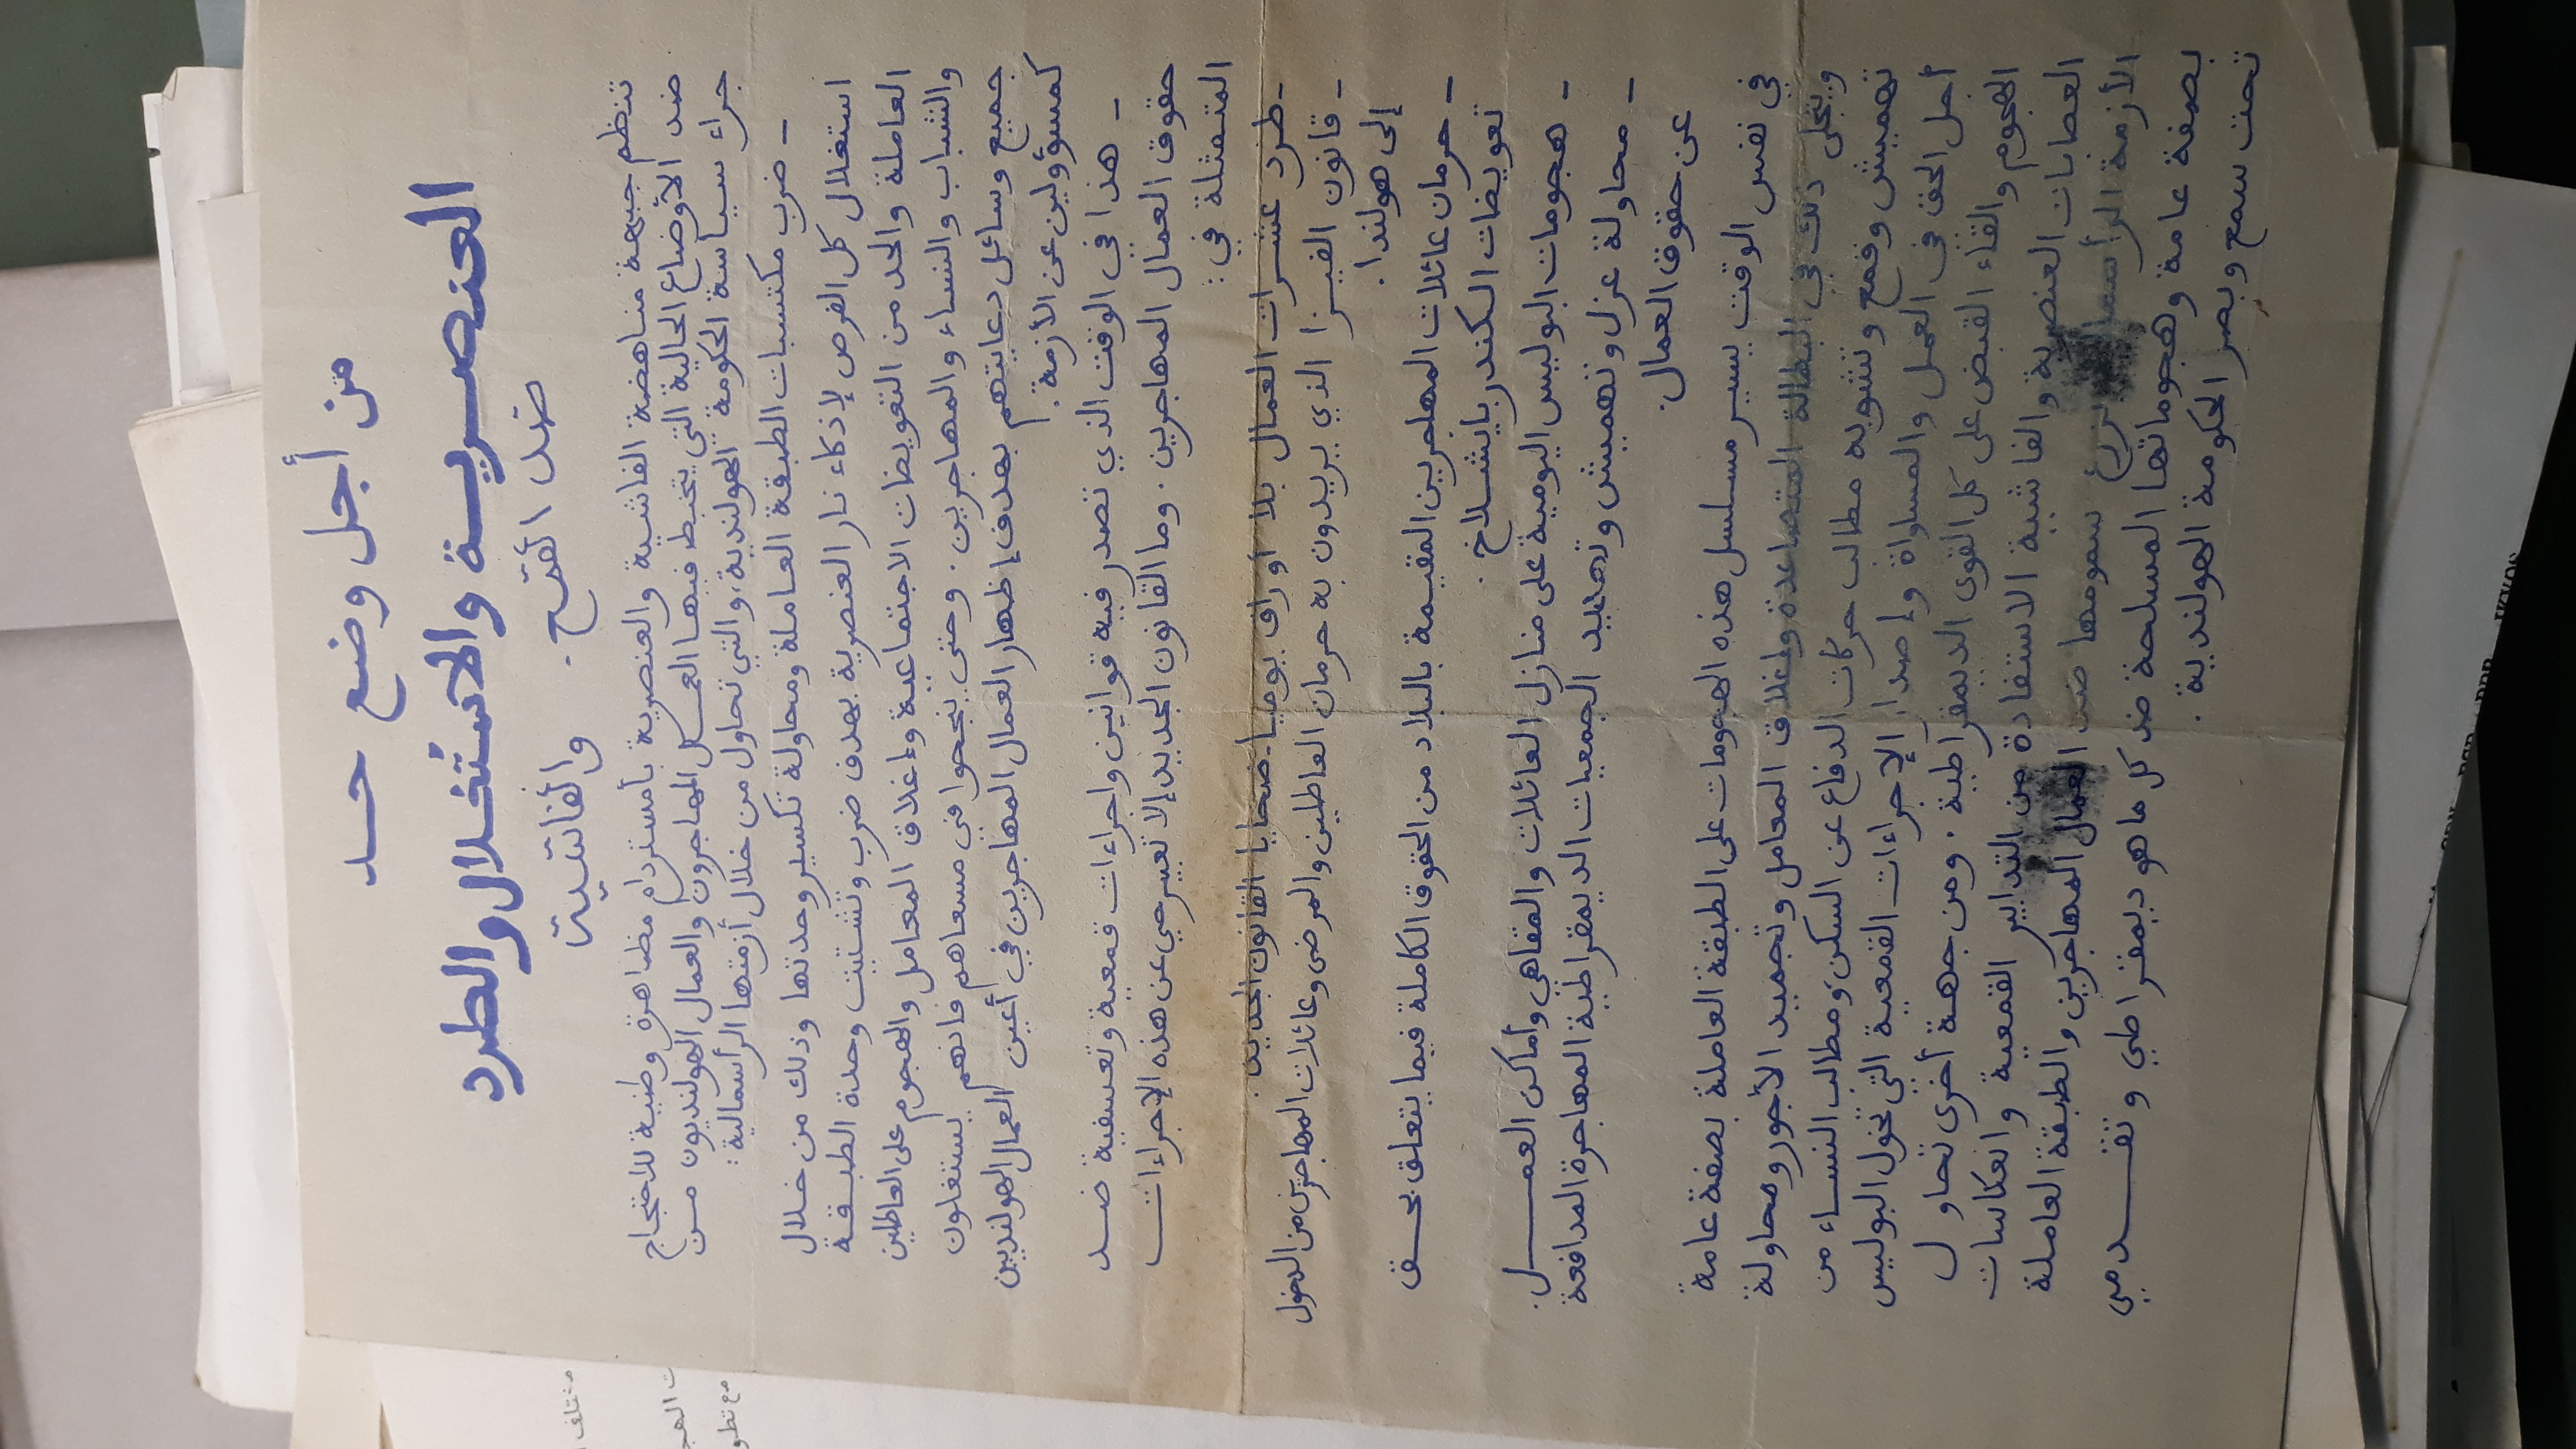 من أجل وضع حد
العنصرية والاستغلال والطرد
ضد القمع
والفاشية
تنظم جبهة مناهضة الفاشية والعنصرية بأمستردام مظاهرة وطنية للاحتجاج
ضد الأوضاع الحالية التي يتخبط فيها العمال المهاجرون والعمال الهولنديون من
جراء سياسة الحكومة الهولندية، والتي تحاول من خلال أزمتها الرأسمالية :
- ضرب مكتسبات الطبقة العاملة ومحاولة تكسير وحدتها وذلك من خلال
استغلال كل الفرص لإذكاء نار العنصرية بهدف ضرب وتشتيت وحدة الطبقة
العاملة والحد من التعويضات الاجتماعية وإغلاق المعامل والهجوم على العاطلين
والشباب والنساء والمهاجرين. وحتى ينجحوا في مسعاهم فانهم يستغلون
جميع وسائل دعايتهم بهدف إظهار العمال المهاجرين في أعين العمال الهولنديين
كمسؤولين عن الأزمة.
- هذا في الوقت الذي تصدر فيه قوانين واجراءات قمعية وتعسفية ضد
حقوق العمال المهاجرين. وما القانون الجديد إلا تعبير حي عن هذه الإجراءات
المتمثلة في :
- طرد عشرات العمال بلا أوراق يوميا ضحايا القانون الجديد.
- قانون الفيزا الذي يريدون به حرمان العاطلين والمرضى وعائلات المهاجرين من الدخول
إلى هولندا.
- حرمان عائلات المهاجرين المقيمة بالبلاد من الحقوق الكاملة فيما يتعلق بحق
تعويضات الكندربايشلاخ.
- هجومات البوليس اليومية على منازل العائلات والمقاهي وأماكن العمل.
- محاولة عزل وتهميش وتهديد الجمعيات الديمقراطية المهاجرة المدافعة
عن حقوق العمال.
في نفس الوقت يسير مسلسل هذه الهجومات على الطبقة العاملة بصفة عامة
ويتجلى ذلك في البطالة المتصاعدة وإغلاق المعامل وتجميد الأجور ومحاولة
تهميش وقمع وتشويه مطالب حركات الدفاع عن السكن ومطالب النساء من
أجل الحق في العمل والمساواة وإصدار الإجراءات القمعية التي تخول البوليس
الهجوم والقاء القبض على كل القوى الديمقراطية. ومن جهة أخرى تحاول
العصابات العنصرية والفاشية الاستفادة من التدابير القمعية وانعكاسات
الأزمة سمومها ضد العمال المهاجرين والطبقة العاملة
بصفة عامة وهجوماتها المسلحة ضد كل ما هو ديمقراطي وتقدمي
تحت سمع وبصر الحكومة الهولندية.